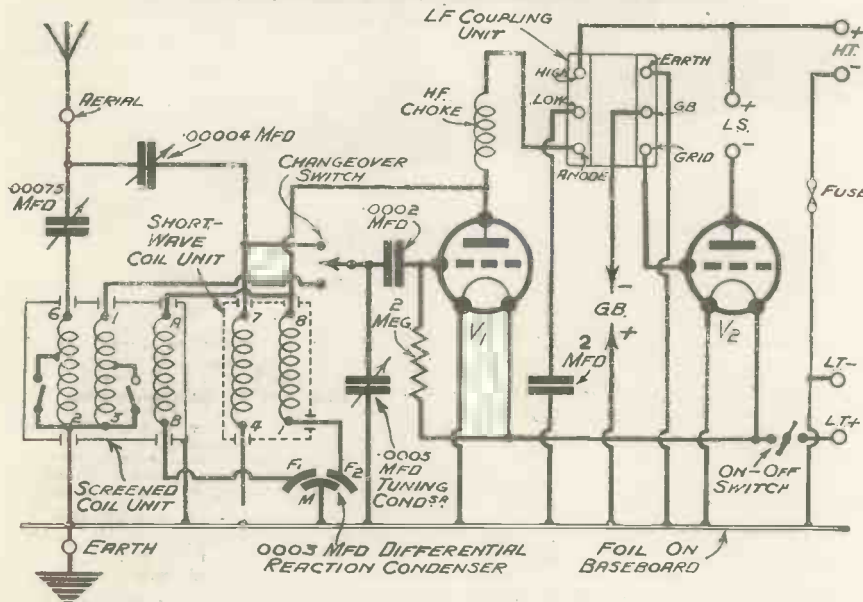 LF COUPLING
UNIT
EARTH
+
H.T.
-
HIGH
LOW
GB
GRID
ANODE
H.F.
CHOKE
+
L.S.
-
FUSE
AERIAL
.00004 MFD
CHANGEOVER
SWITCH
.00075
MFD
SHORT-
WAVE
COIL UNIT
.0002
MFD
6
1
A
7
8
2
MEG.
V1
-
G.B.
+
2
MFD
V2
LT-
L.T+
2
3
B
4
F1
F2
M
.0005
MFD
TUNING
CONDSR.
ON-OFF
SWITCH
SCREENED
COIL UNIT
EARTH
0003 MFD DIFFERENTIAL
REACTION CONDENSER
FOIL ON
BASEBOARD